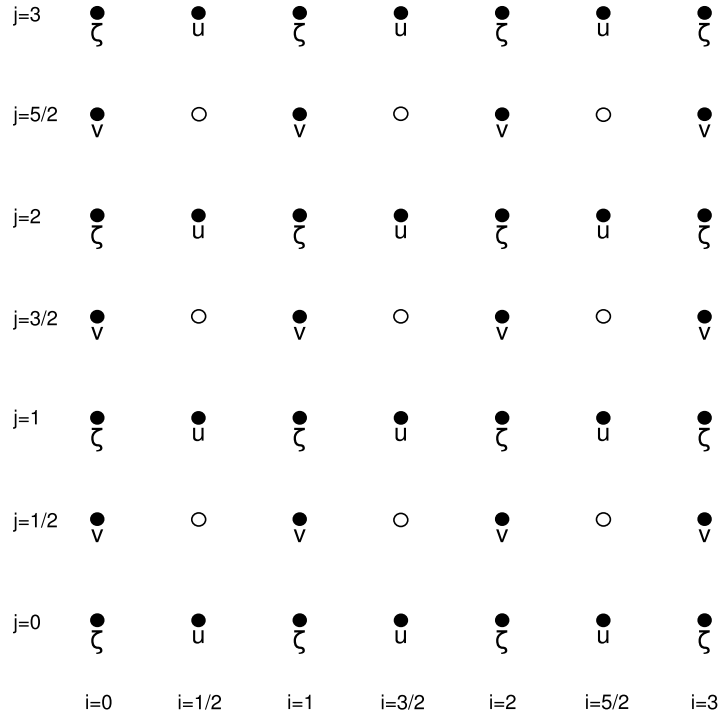 j=3 ζ u ζ u ζ u ζ
j=5/2 v v v v
j=2 ζ u ζ u ζ u ζ
j=3/2 v v v v
j=1 ζ u ζ u ζ u ζ
j=1/2 v v v v
j=0 ζ u ζ u ζ u ζ
i=0 i=1/2 i=1 i=3/2 i=2 i=5/2 i=3